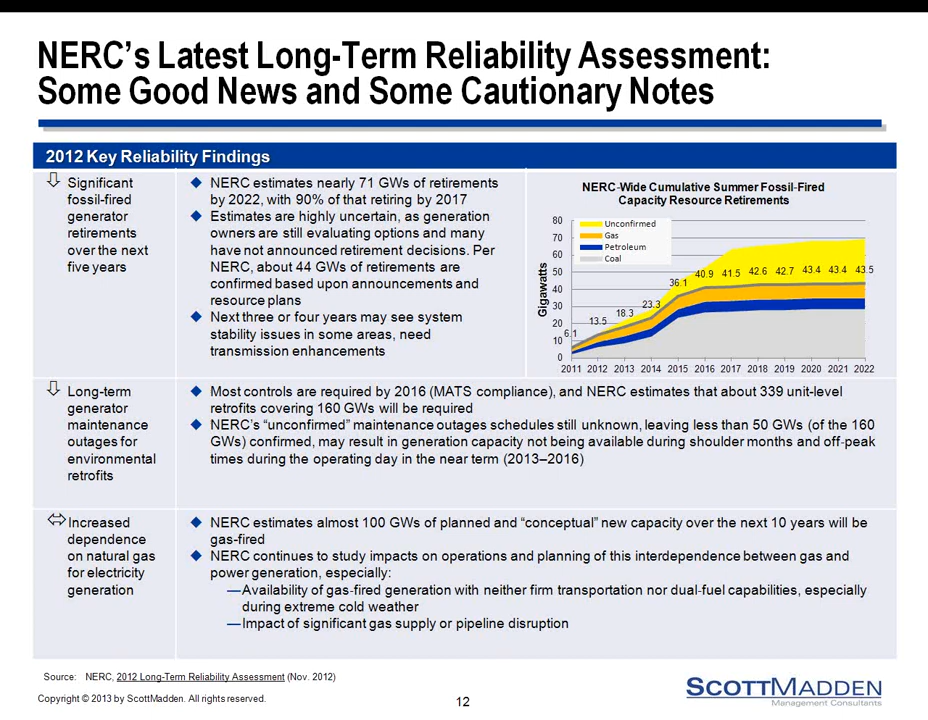 NERC’s Latest Long-Term Reliability Assessment:
Some Good News and Some Cautionary Notes
2012 Key Reliability Findings
Significant
fossil-fired
generator
retirements
over the next
five years
NERC estimates nearly 71 GWs of retirements
by 2022, with 90% of that retiring by 2017
Estimates are highly uncertain, as generation
owners are still evaluating options and many
have not announced retirement decisions. Per
NERC, about 44 GWs of retirements are
confirmed based upon announcements and
resource plans
Next three or four years may see system
stability issues in some areas, need
transmission enhancements
NERC-Wide Cumulative Summer Fossil-Fired
Capacity Resource Retirements
Gigawatts
80
70
60
50
40
30
20
10
0
Unconfirmed
Gas
Petroleum
Coal
6.1
13.5
18.3
23.3
36.1
40.9
41.5
42.6
42.7
43.4
43.4
43.5
2011 2012 2013 2014 2015 2016 2017 2018 2019 2020 2021 2022
Long-term
generator
maintenance
outages for
environmental
retrofits
Most controls are required by 2016 (MATS compliance), and NERC estimates that about 339 unit-level
retrofits covering 160 GWs will be required
NERC’s “unconfirmed” maintenance outages schedules still unknown, leaving less than 50 GWs (of the 160
GWs) confirmed, may result in generation capacity not being available during shoulder months and off-peak
times during the operating day in the near term (2013–2016)
Increased
dependence
on natural gas
for electricity
generation
NERC estimates almost 100 GWs of planned and “conceptual” new capacity over the next 10 years will be
gas-fired
NERC continues to study impacts on operations and planning of this interdependence between gas and
power generation, especially:
—Availability of gas-fired generation with neither firm transportation nor dual-fuel capabilities, especially
during extreme cold weather
—Impact of significant gas supply or pipeline disruption
Source: NERC, 2012 Long-Term Reliability Assessment (Nov. 2012)
Copyright © 2013 by ScottMadden. All rights reserved.
12
SCOTTMADDEN
Management Consultants